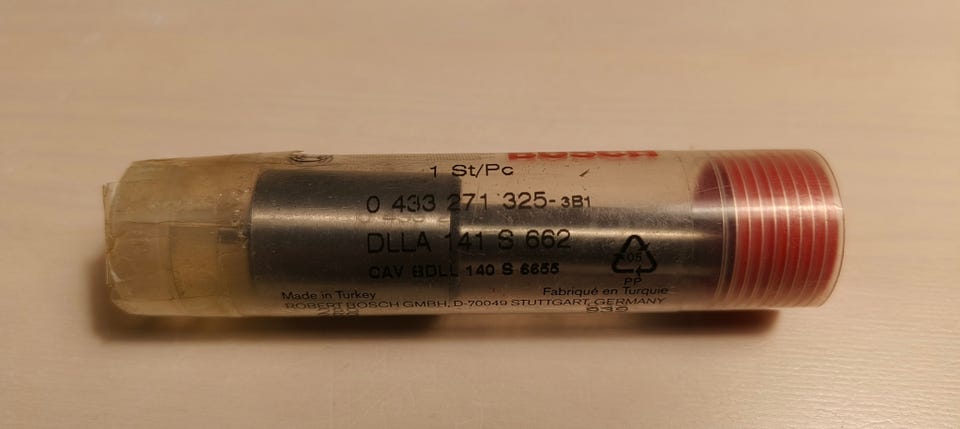 BOSCH
1 St/Pc
0 433 271 325-3B1
DLLA 141 S 662
CAV BDLL 140 S 6655
05
PP
Made in Turkey Fabriqué en Turquie
ROBERT BOSCH GMBH, D-70049 STUTTGART, GERMANY
939